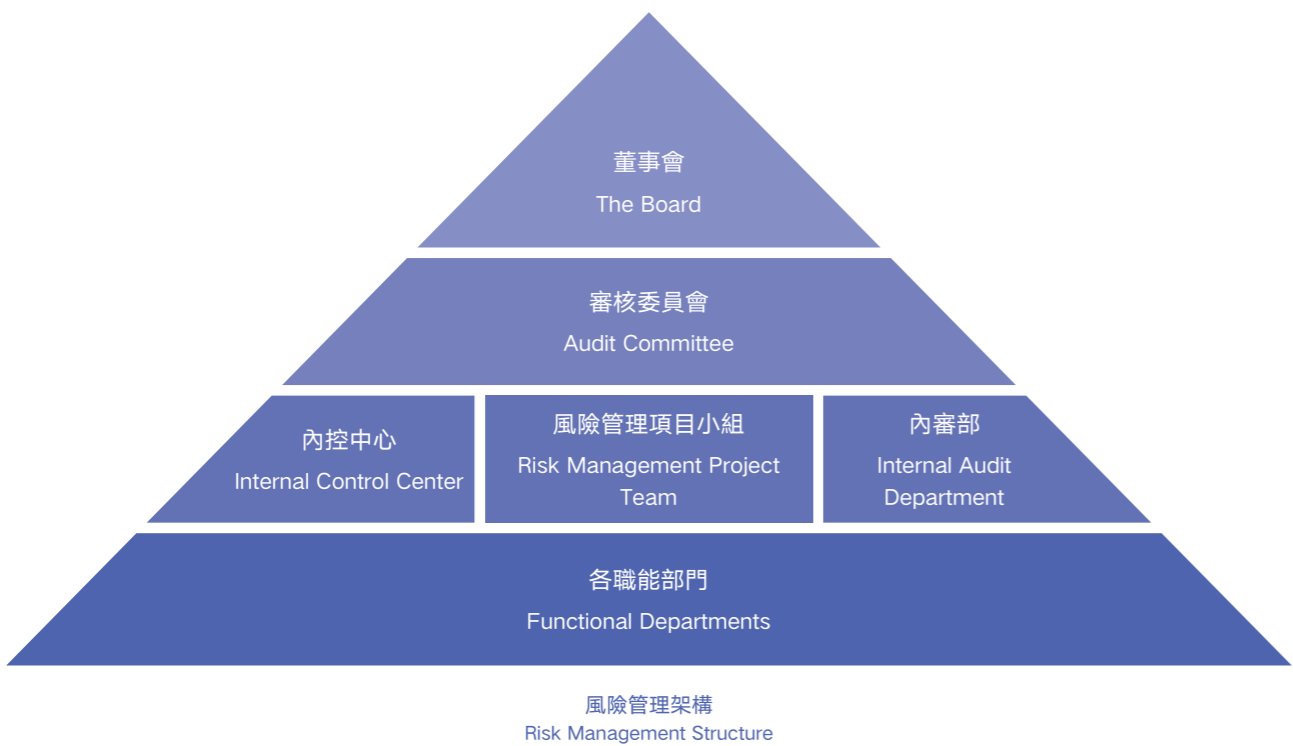 董事會
The Board
審核委員會
Audit Committee
內控中心
Internal Control Center
風險管理項目小組
Risk Management Project
Team
內審部
Internal Audit
Department
各職能部門
Functional Departments
風險管理架構
Risk Management Structure